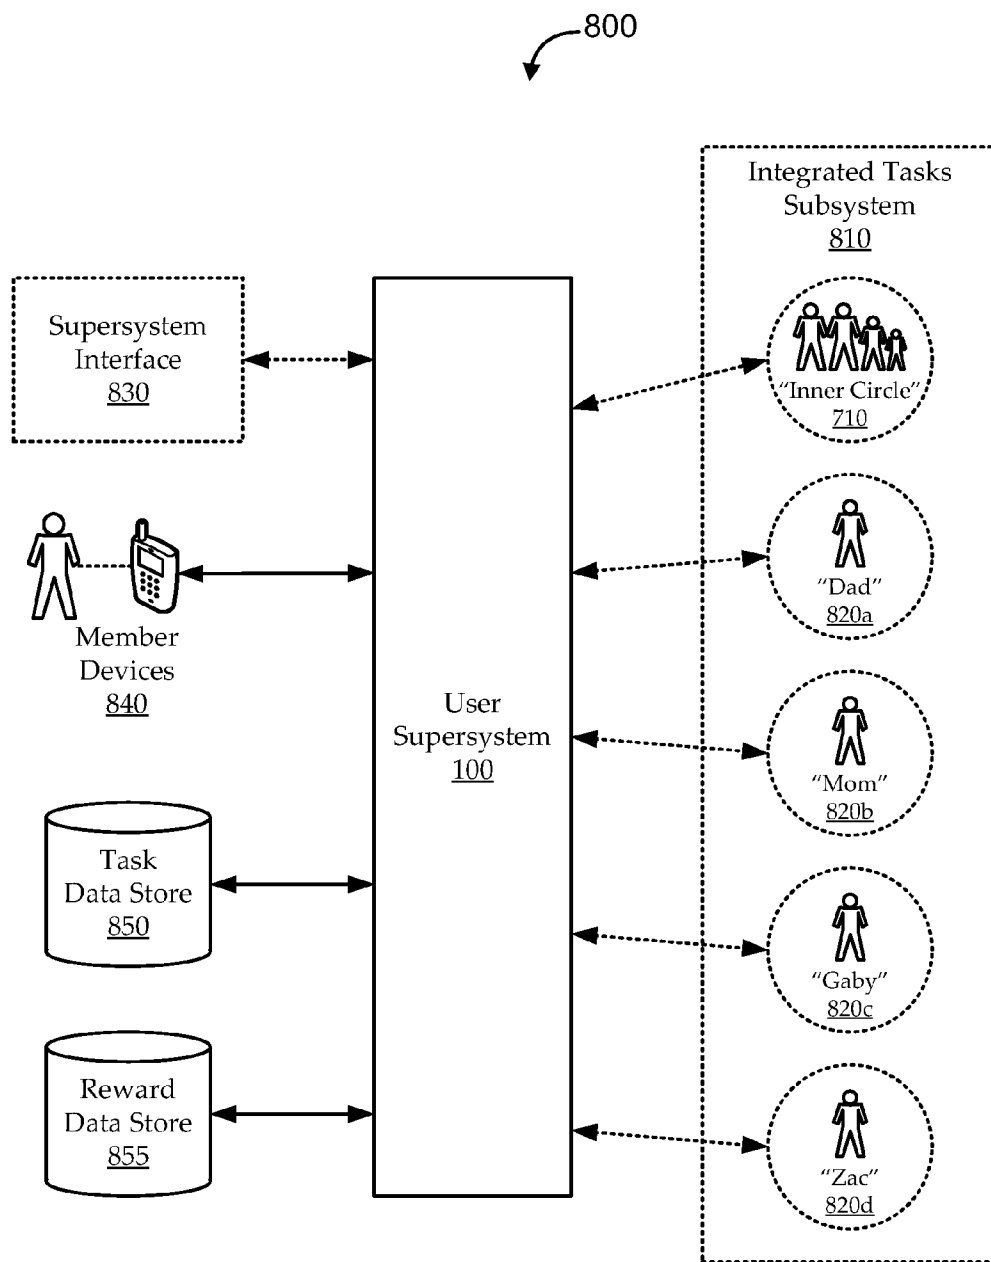 800
Integrated Tasks
Subsystem
810
Supersystem
Interface
830
“Inner Circle”
710
Member
Devices
840
“Dad”
820a
User
Supersystem
100
“Mom”
820b
Task
Data Store
850
“Gaby”
820c
Reward
Data Store
855
“Zac”
820d